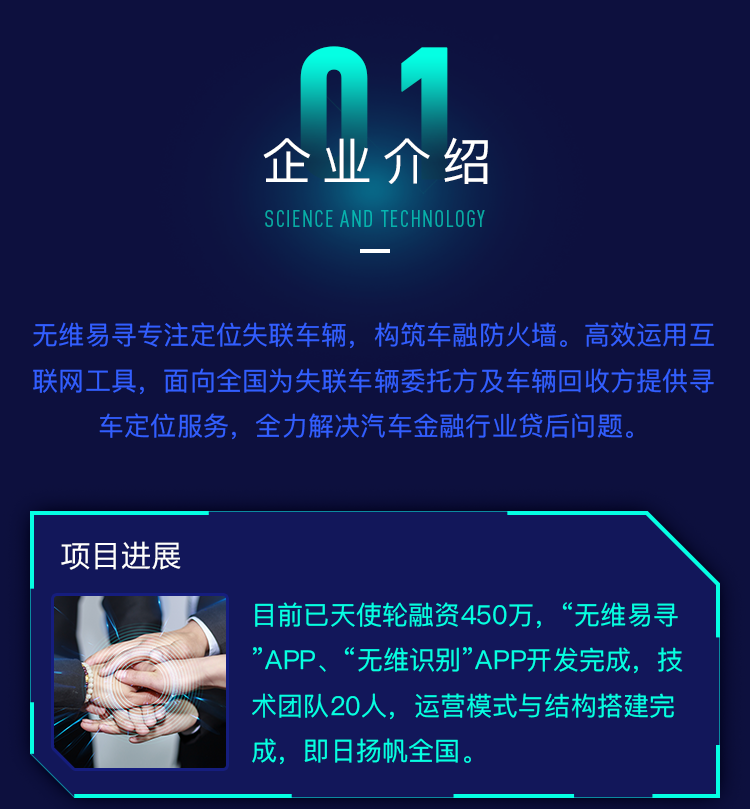 01
企业介绍
SCIENCE AND TECHNOLOGY
无维易寻专注定位失联车辆，构筑车融防火墙。高效运用互
联网工具，面向全国为失联车辆委托方及车辆回收方提供寻
车定位服务，全力解决汽车金融行业贷后问题。
项目进展
目前已天使轮融资450万，“无维易寻
”APP、“无维识别”APP开发完成，技
术团队20人，运营模式与结构搭建完
成，即日扬帆全国。